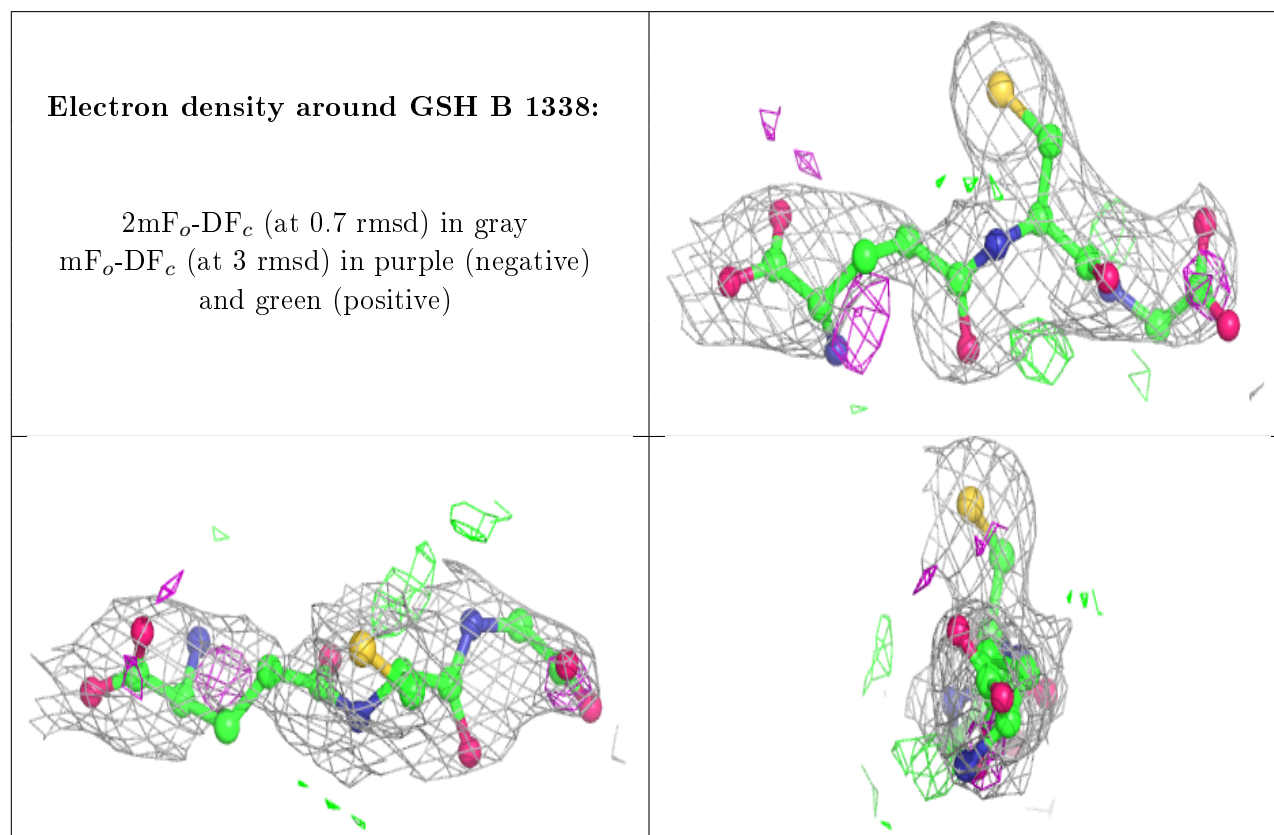 Electron density around GSH B 1338:
2mFo-DFc (at 0.7 rmsd) in gray
mFo-DFc (at 3 rmsd) in purple (negative)
and green (positive)